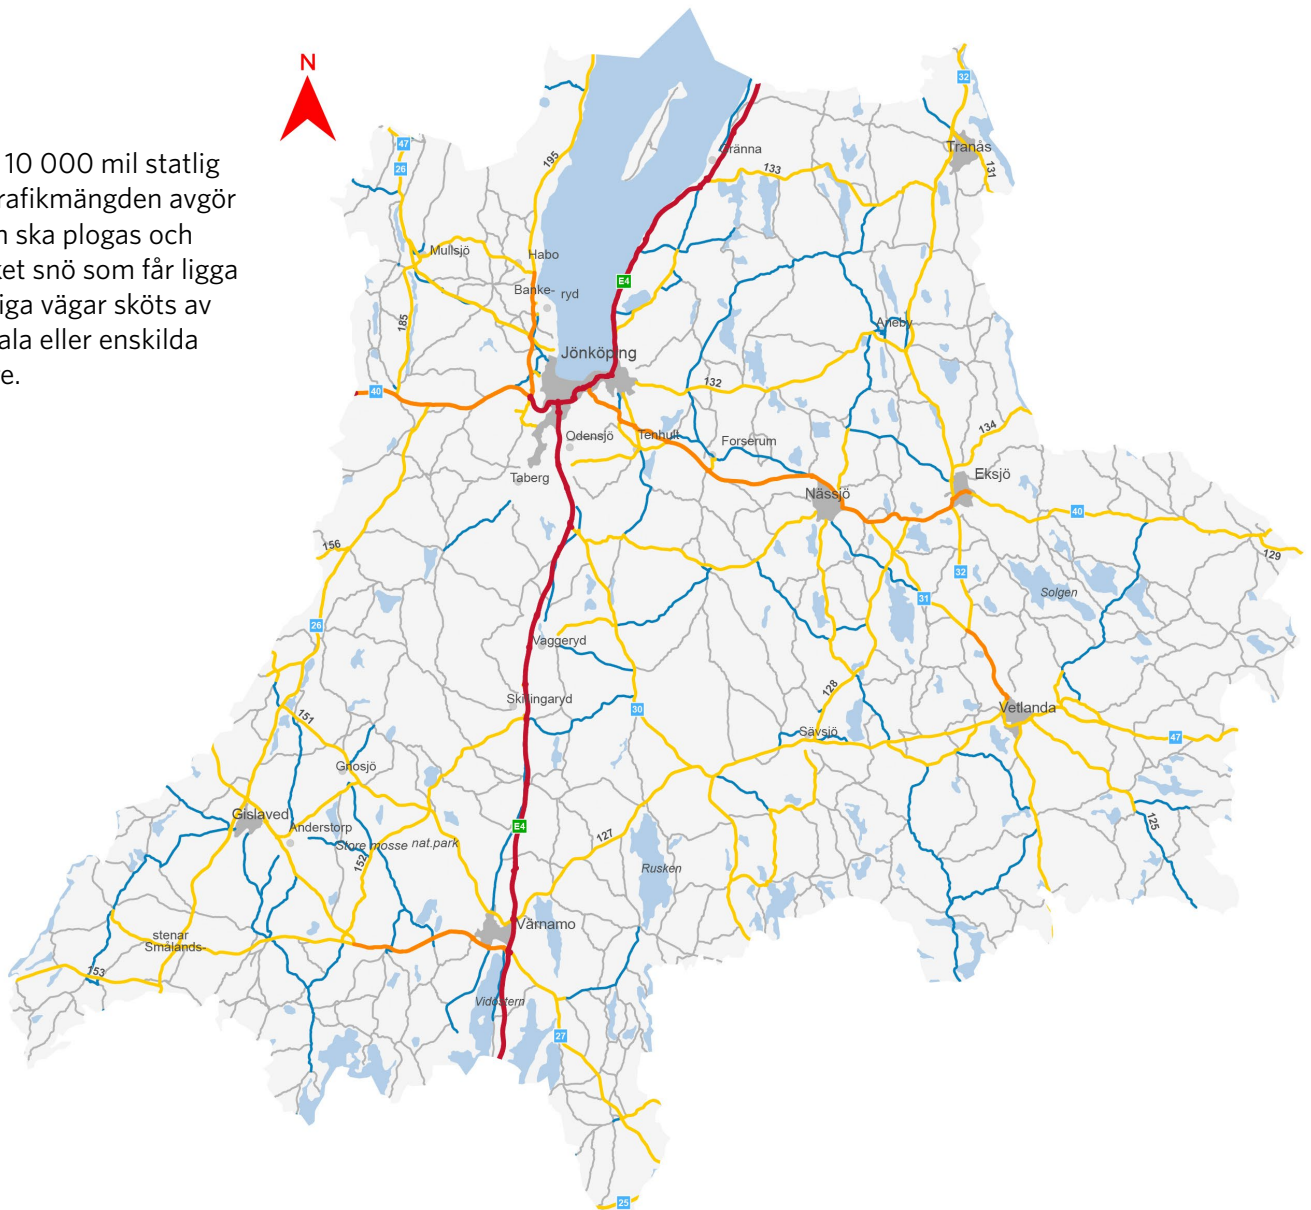 N
10 000 mil statlig
rafikmängden avgör
ska plogas och
ket snö som får ligga
iga vägar sköts av
ala eller enskilda
e.
47
26
195
32
Tranås
131
ränna
133
Mullsjö
Habo
Banke-
ryd
E4
185
Aneby
Jönköping
40
132
134
Odensjö
Tenhult
Forserum
Taberg
Nässjö
Eksjö
40
156
129
32
31
Solgen
26
Vaggeryd
128
Skillingaryd
30
151
Vetlanda
Sävsjö
47
Gnosjö
Gislaved
Anderstorp
E4
127
125
Store mosse nat.park
152
Rusken
Värnamo
stenar
Smålands-
153
Vidöstern
27
25